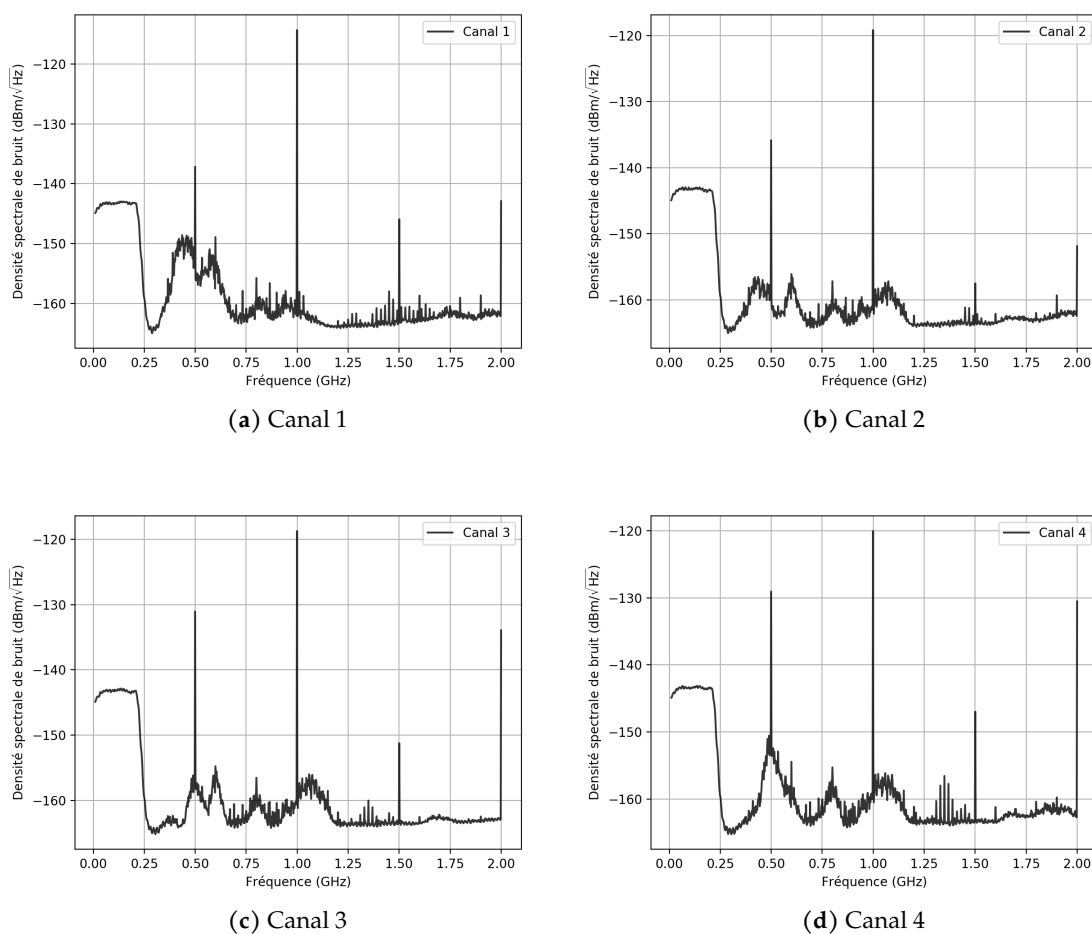 Canal 1
−120
−130
−140
−150
−160
Densité spectrale de bruit (dBm/√Hz)
0.00 0.25 0.50 0.75 1.00 1.25 1.50 1.75 2.00
Fréquence (GHz)
(a) Canal 1
Canal 2
−120
−130
−140
−150
−160
Densité spectrale de bruit (dBm/√Hz)
0.00 0.25 0.50 0.75 1.00 1.25 1.50 1.75 2.00
Fréquence (GHz)
(b) Canal 2
Canal 3
−120
−130
−140
−150
−160
Densité spectrale de bruit (dBm/√Hz)
0.00 0.25 0.50 0.75 1.00 1.25 1.50 1.75 2.00
Fréquence (GHz)
(c) Canal 3
Canal 4
−120
−130
−140
−150
−160
Densité spectrale de bruit (dBm/√Hz)
0.00 0.25 0.50 0.75 1.00 1.25 1.50 1.75 2.00
Fréquence (GHz)
(d) Canal 4